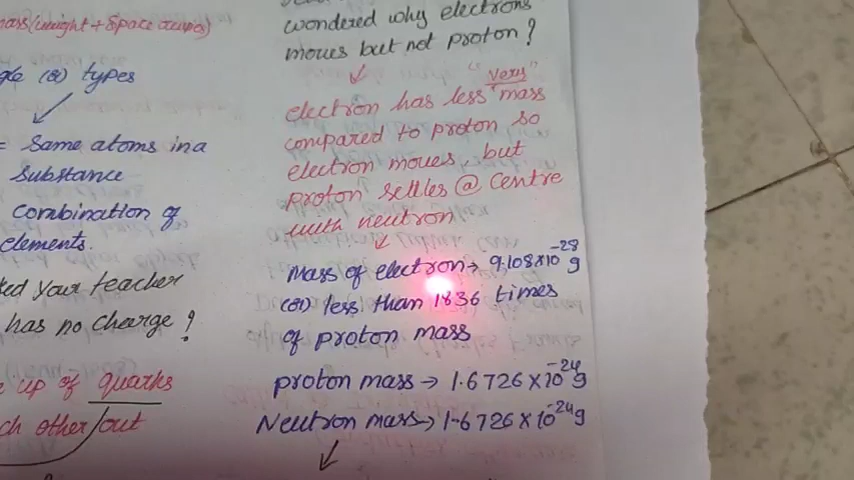 mass(weight + Space occupies)
(or) types
= Same atoms in a
substance
Combination of
elements.
your teacher
has no charge ?
up of quarks
other/out
wondered why electrons
moves but not proton ?
electron has less "very" mass
compared to proton so
electron moves, but
proton settles @ Centre
with neutron
Mass of electron → 9.108×10⁻²⁸ g
(or) less than 1836 times
of proton mass
proton mass → 1.6726 × 10⁻²⁴ g
Neutron mass → 1.6726 × 10⁻²⁴ g